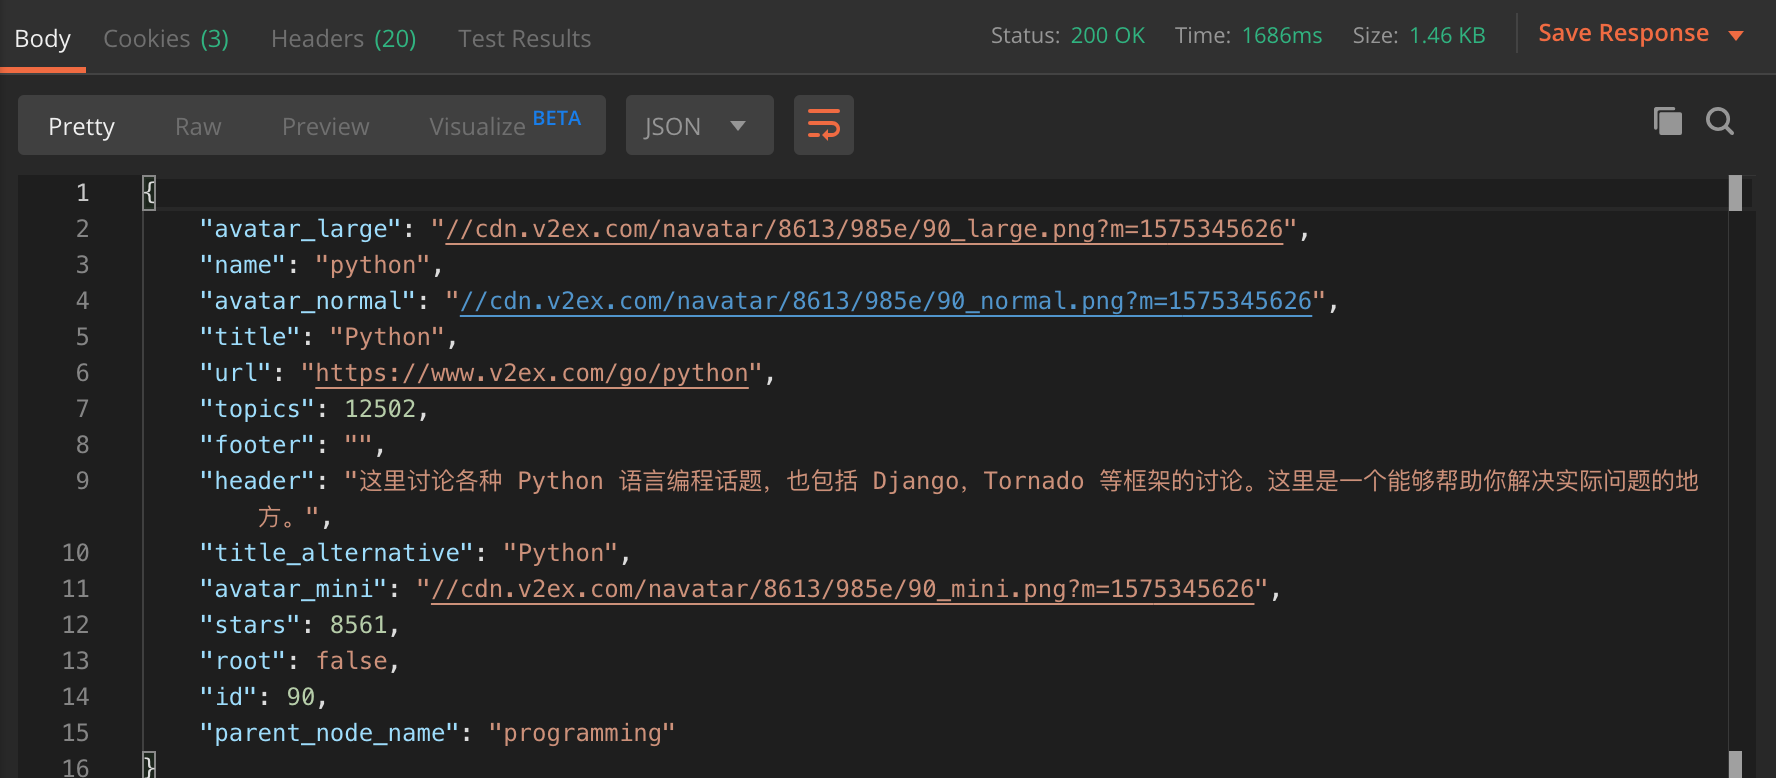 Body Cookies (3) Headers (20) Test Results Status: 200 OK Time: 1686ms Size: 1.46 KB Save Response
Pretty Raw Preview Visualize BETA JSON
1 {
2 "avatar_large": "//cdn.v2ex.com/navatar/8613/985e/90_large.png?m=1575345626",
3 "name": "python",
4 "avatar_normal": "//cdn.v2ex.com/navatar/8613/985e/90_normal.png?m=1575345626",
5 "title": "Python",
6 "url": "https://www.v2ex.com/go/python",
7 "topics": 12502,
8 "footer": "",
9 "header": "这里讨论各种 Python 语言编程话题，也包括 Django，Tornado 等框架的讨论。这里是一个能够帮助你解决实际问题的地
方。",
10 "title_alternative": "Python",
11 "avatar_mini": "//cdn.v2ex.com/navatar/8613/985e/90_mini.png?m=1575345626",
12 "stars": 8561,
13 "root": false,
14 "id": 90,
15 "parent_node_name": "programming"
16 }